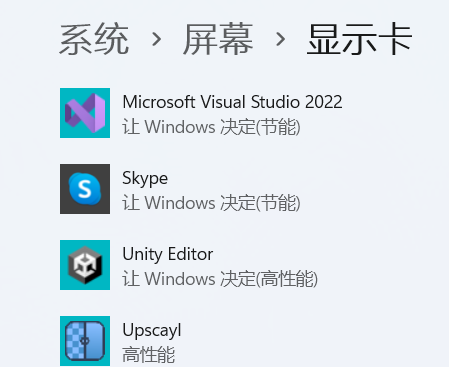 系统 › 屏幕 › 显示卡
Microsoft Visual Studio 2022
让 Windows 决定(节能)
Skype
让 Windows 决定(节能)
Unity Editor
让 Windows 决定(高性能)
Upscayl
高性能